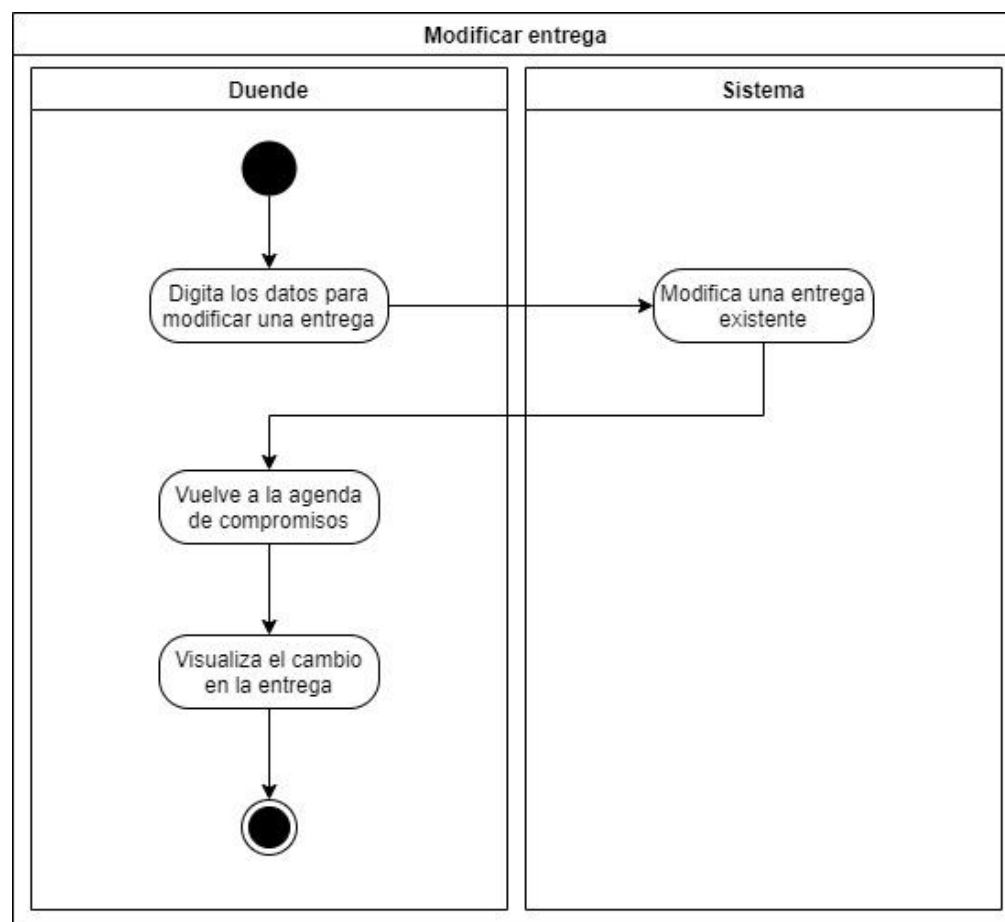 Modificar entrega
Duende
Sistema
Digita los datos para
modificar una entrega
Modifica una entrega
existente
Vuelve a la agenda
de compromisos
Visualiza el cambio
en la entrega